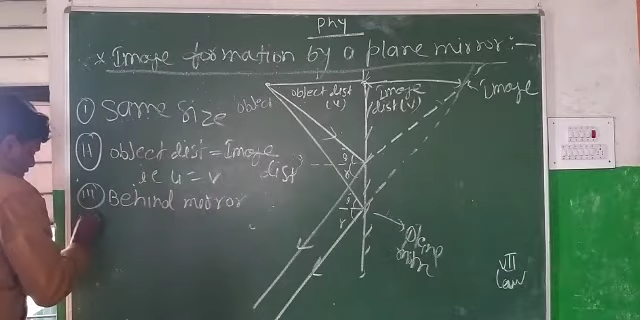 Phy
x Image formation by a plane mirror:-
(i) Same Size
(ii) object dist = Image dist
ie u = v
(iii) Behind mirror
object
object dist
(u)
Image
dist (v)
Image
i
r
i
r
Plane
mirror
VII